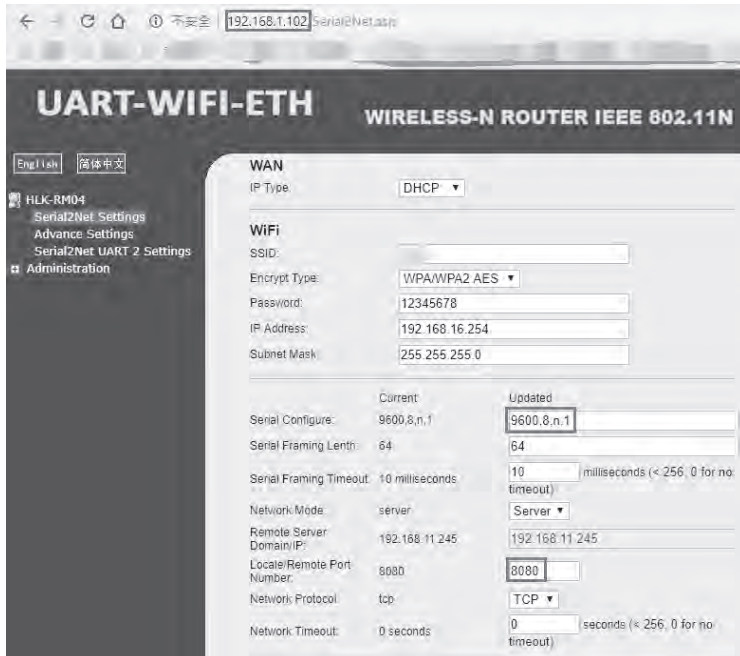 不安全 192.168.1.102/Serial2Net.asp
UART-WIFI-ETH WIRELESS-N ROUTER IEEE 802.11N
English 简体中文
HLK-RM04
Serial2Net Settings
Advance Settings
Serial2Net UART 2 Settings
Administration
WAN
IP Type: DHCP
WiFi
SSID:
Encrypt Type: WPA/WPA2 AES
Password: 12345678
IP Address: 192.168.16.254
Subnet Mask: 255.255.255.0
Current Updated
Serial Configure: 9600,8,n,1 9600,8,n,1
Serial Framing Lenth: 64 64
Serial Framing Timeout: 10 milliseconds 10 milliseconds (< 256, 0 for no
timeout)
Network Mode: server Server
Remote Server
Domain/IP: 192.168.11.245 192.168.11.245
Locale/Remote Port
Number: 8080 8080
Network Protocol: tcp TCP
Network Timeout: 0 seconds 0 seconds (< 256, 0 for no
timeout)